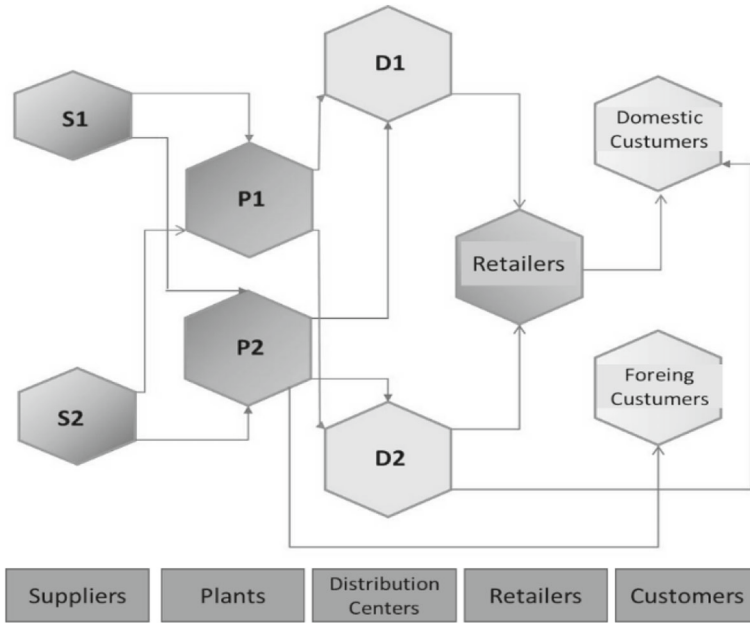 S1
P1
D1
Domestic
Custumers
Retailers
P2
S2
D2
Foreing
Custumers
Suppliers
Plants
Distribution
Centers
Retailers
Customers